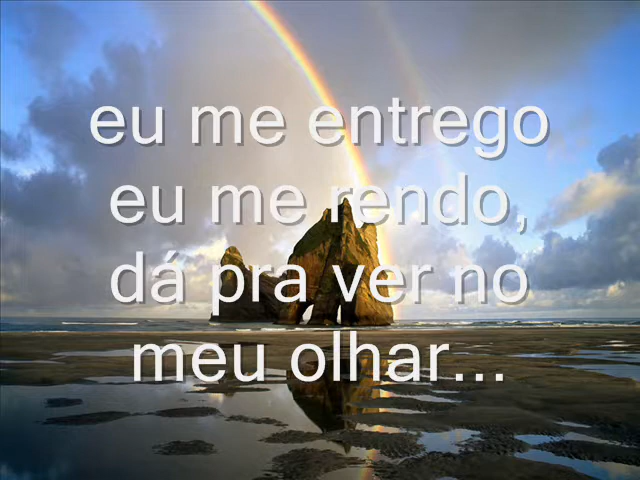 eu me entrego
eu me rendo,
dá pra ver no
meu olhar...